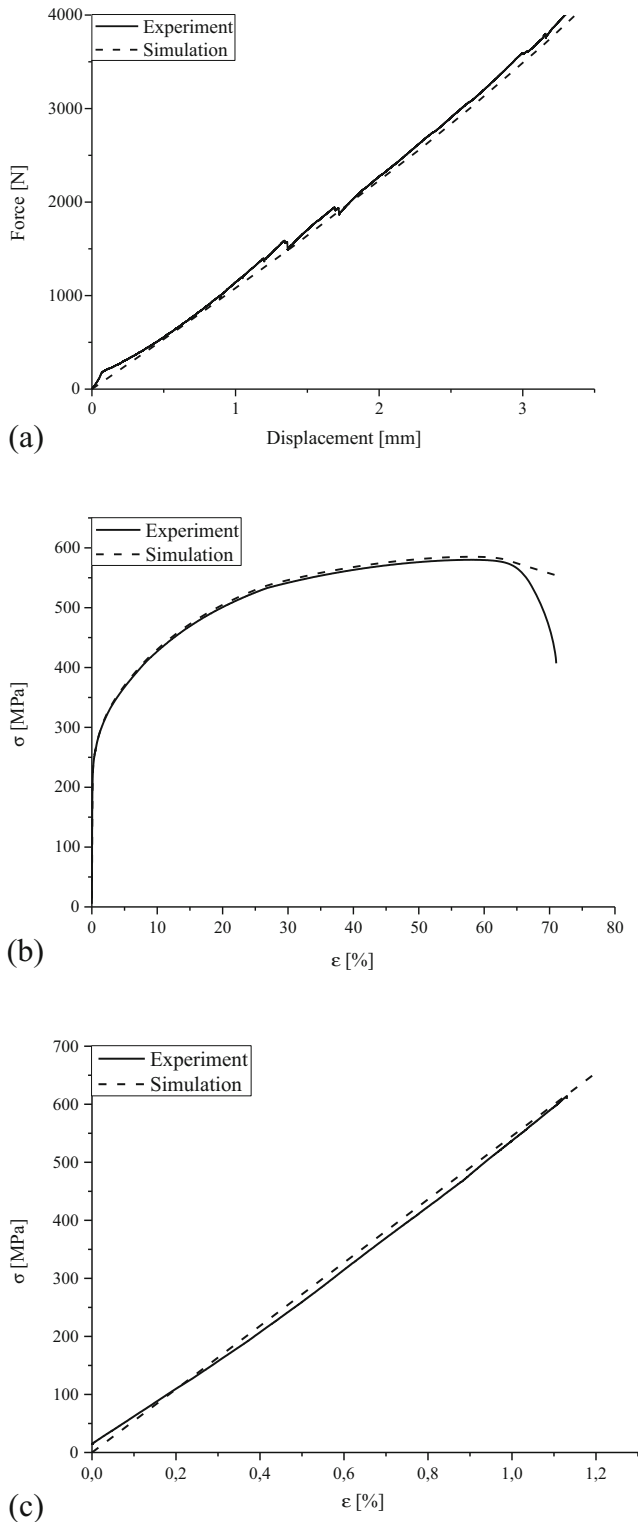 4000
3000
2000
1000
0
Force [N]
Experiment
Simulation
0
1
2
3
Displacement [mm]
(a)
600
500
400
300
200
100
0
σ [MPa]
Experiment
Simulation
0
10
20
30
40
50
60
70
80
ε [%]
(b)
700
600
500
400
300
200
100
0
σ [MPa]
Experiment
Simulation
0,0
0,2
0,4
0,6
0,8
1,0
1,2
ε [%]
(c)